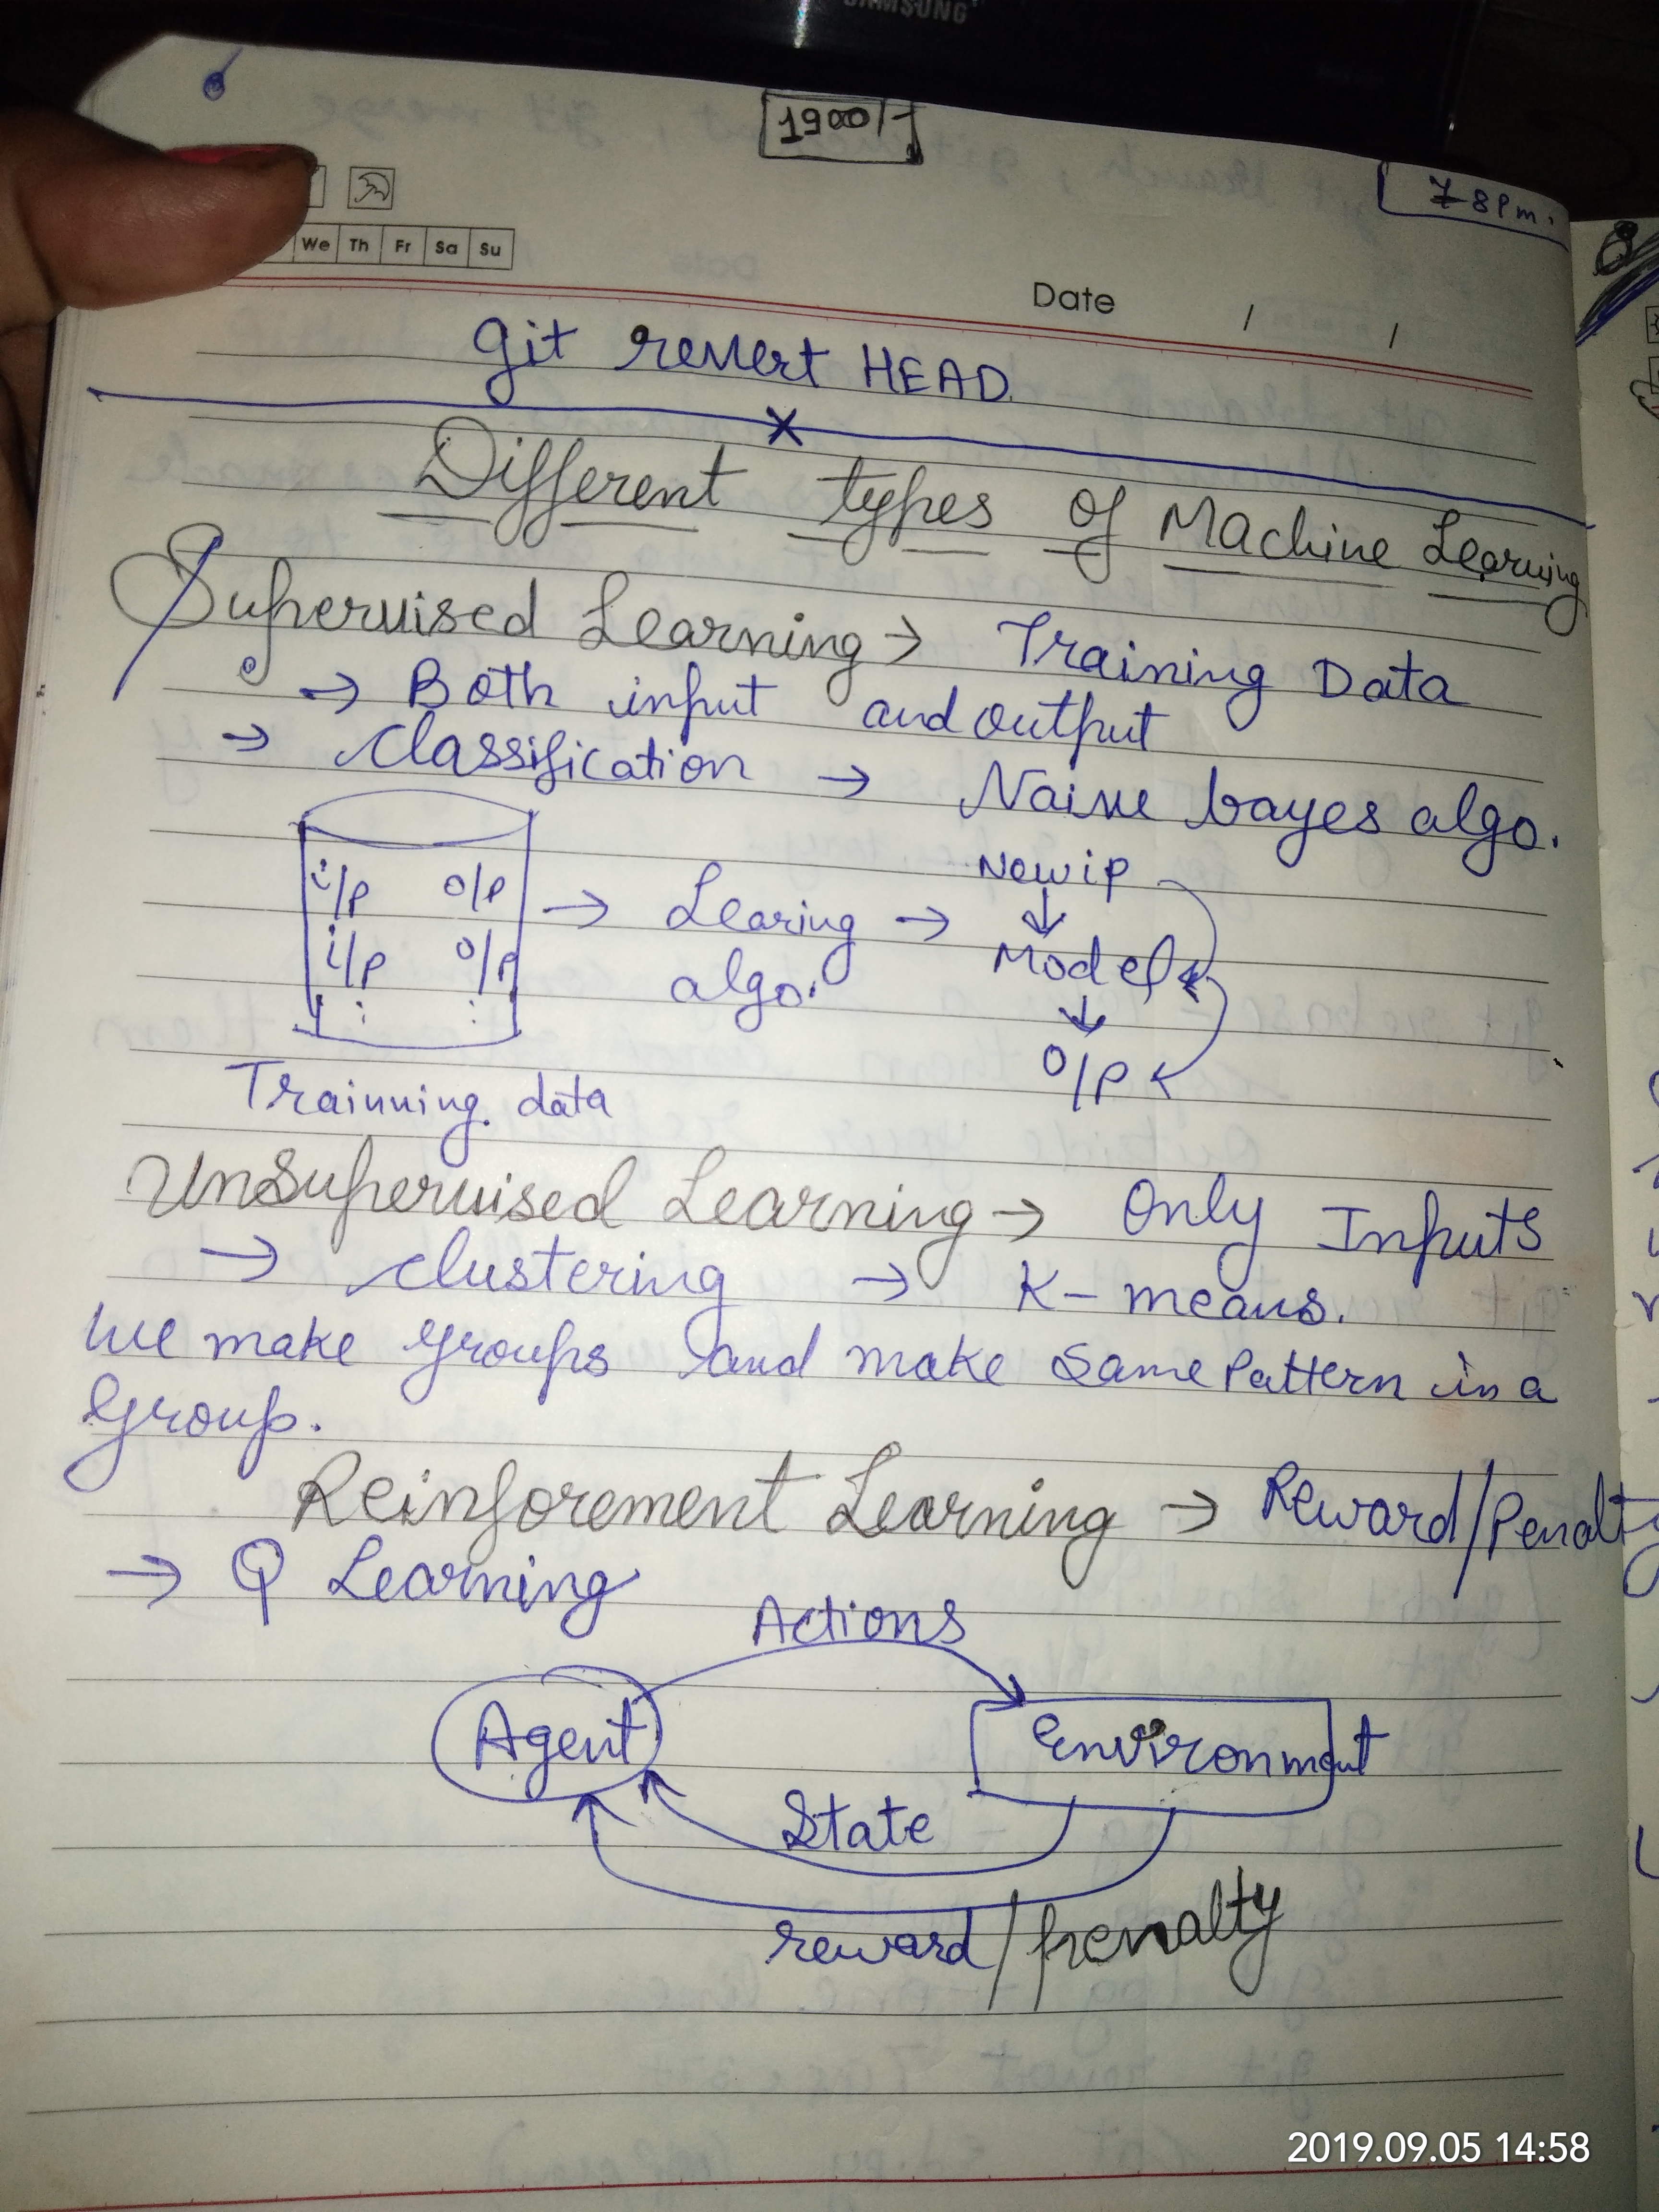 SAMSUNG
1900/-
7-8 Pm.
We Th Fr Sa Su
Date / /
git revert HEAD
Different types of Machine Learning
Supervised Learning → Training Data
→ Both input and output
→ Classification → Naive bayes algo.
i/p o/p → Learing → New ip
i/p o/p algo. Model
o/p
Trainning data
Unsupervised Learning → Only Inputs
→ clustering → K-means.
We make groups and make same Pattern in a
group.
Reinforement Learning → Reward/Penalty
→ Q Learning
Actions
Agent Environment
State
reward/penalty
2019.09.05 14:58